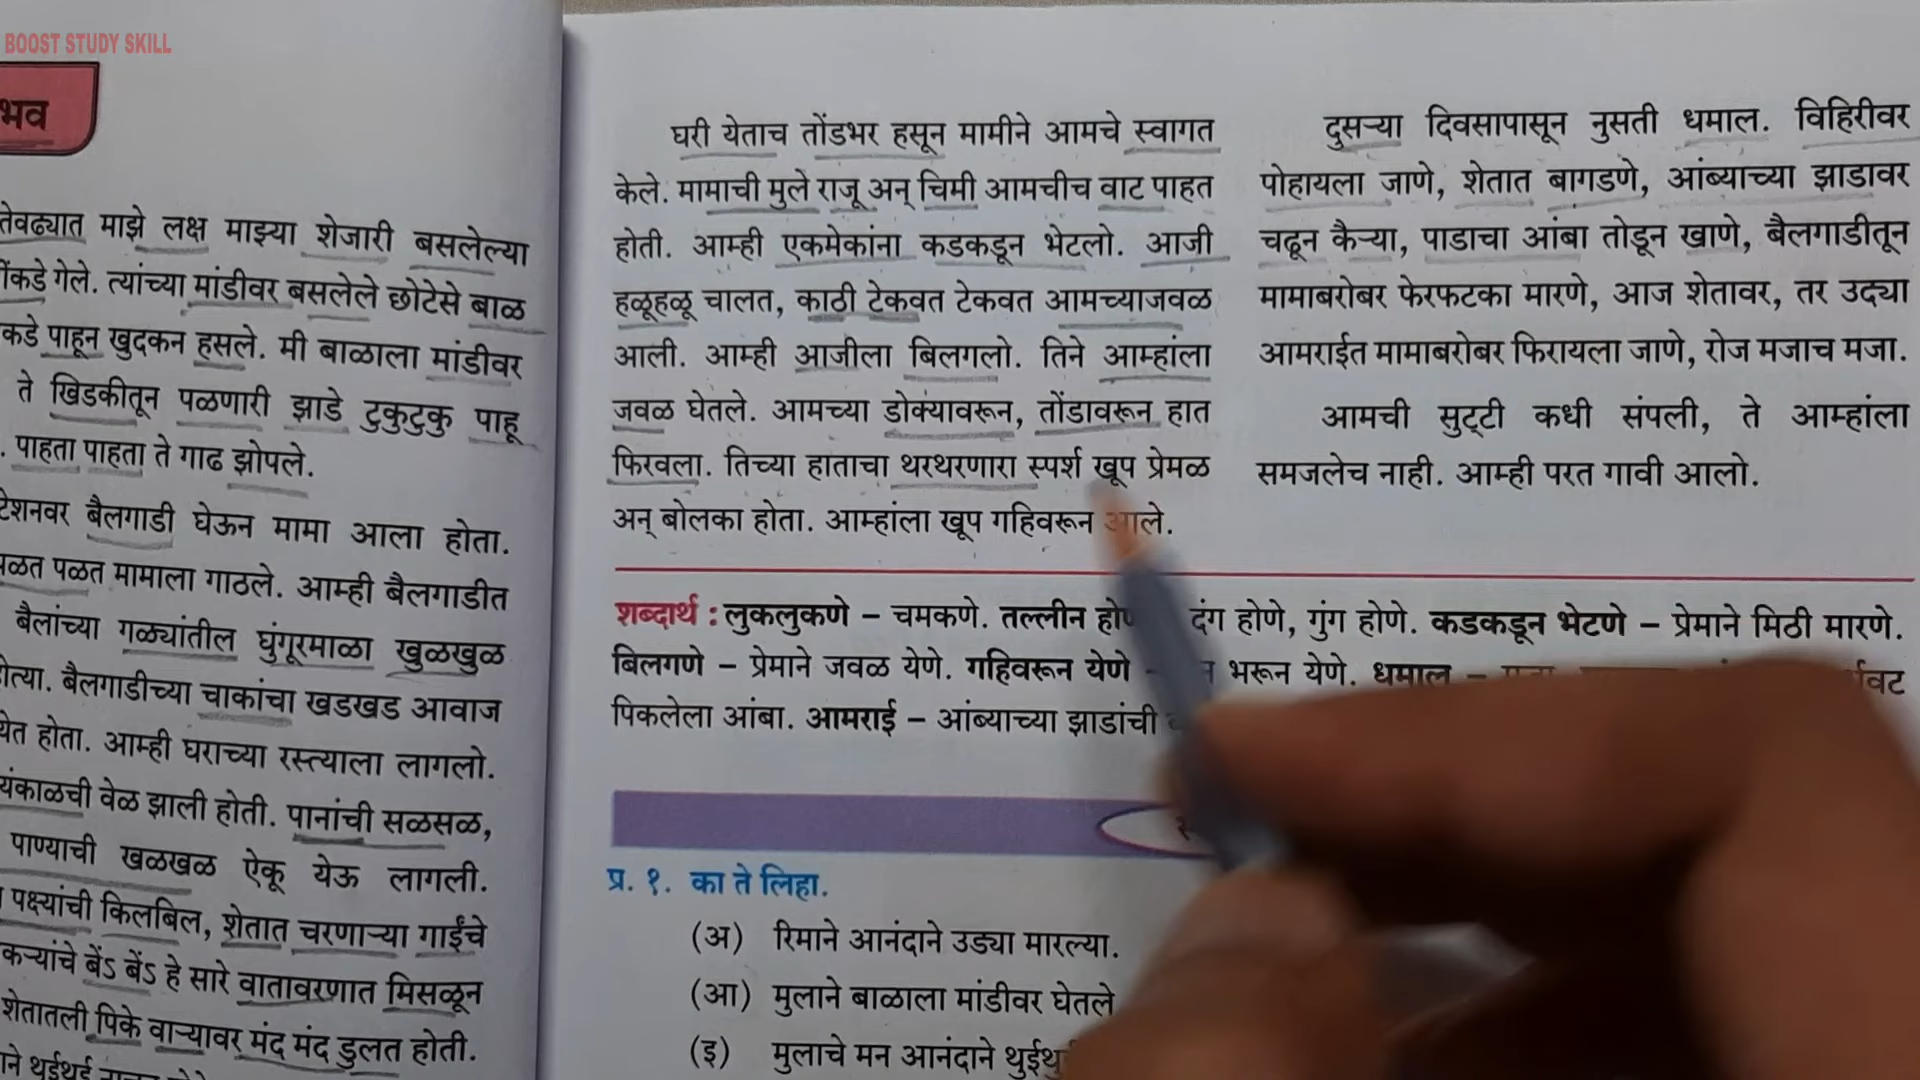 BOOST STUDY SKILL
भव
तेवढ्यात माझे लक्ष माझ्या शेजारी बसलेल्या
गेले. त्यांच्या मांडीवर बसलेले छोटेसे बाळ
कडे पाहून खुदकन हसले. मी बाळाला मांडीवर
ते खिडकीतून पळणारी झाडे टुकुटुकु पाहू
. पाहता पाहता ते गाढ झोपले.
टेशनवर बैलगाडी घेऊन मामा आला होता.
पळत पळत मामाला गाठले. आम्ही बैलगाडीत
बैलांच्या गळ्यांतील घुंगूरमाळा खुळखुळ
होत्या. बैलगाडीच्या चाकांचा खडखड आवाज
येत होता. आम्ही घराच्या रस्त्याला लागलो.
यंकाळची वेळ झाली होती. पानांची सळसळ,
पाण्याची खळखळ ऐकू येऊ लागली.
पक्ष्यांची किलबिल, शेतात चरणाऱ्या गाईंचे
कऱ्यांचे बेंऽ बेंऽ हे सारे वातावरणात मिसळून
शेतातली पिके वाऱ्यावर मंद मंद डुलत होती.
घरी येताच तोंडभर हसून मामीने आमचे स्वागत
केले. मामाची मुले राजू अन् चिमी आमचीच वाट पाहत
होती. आम्ही एकमेकांना कडकडून भेटलो. आजी
हळूहळू चालत, काठी टेकवत टेकवत आमच्याजवळ
आली. आम्ही आजीला बिलगलो. तिने आम्हांला
जवळ घेतले. आमच्या डोक्यावरून, तोंडावरून हात
फिरवला. तिच्या हाताचा थरथरणारा स्पर्श खूप प्रेमळ
अन् बोलका होता. आम्हांला खूप गहिवरून आले.
दुसऱ्या दिवसापासून नुसती धमाल. विहिरीवर
पोहायला जाणे, शेतात बागडणे, आंब्याच्या झाडावर
चढून कैऱ्या, पाडाचा आंबा तोडून खाणे, बैलगाडीतून
मामाबरोबर फेरफटका मारणे, आज शेतावर, तर उद्या
आमराईत मामाबरोबर फिरायला जाणे, रोज मजाच मजा.
आमची सुट्टी कधी संपली, ते आम्हांला
समजलेच नाही. आम्ही परत गावी आलो.
शब्दार्थ : लुकलुकणे – चमकणे. तल्लीन दंग होणे, गुंग होणे. कडकडून भेटणे – प्रेमाने मिठी मारणे.
बिलगणे – प्रेमाने जवळ येणे. गहिवरून येणे – भरून येणे. धमाल –
पिकलेला आंबा. आमराई – आंब्याच्या झाडांची
प्र. १. का ते लिहा.
(अ) रिमाने आनंदाने उड्या मारल्या.
(आ) मुलाने बाळाला मांडीवर घेतले
(इ) मुलाचे मन आनंदाने